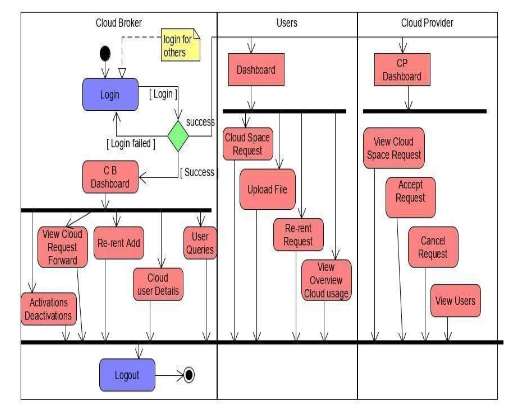 Cloud Broker
Users
Cloud Provider
login for
others
Login
[ Login ]
success
[ Login failed ]
[ Success
C B
Dashboard
Dashboard
CP
Dashboard
Cloud Space
Request
Upload File
Re-rent
Request
View
Overview
Cloud usage
View Cloud
Space Request
Accept
Request
Cancel
Request
View Users
View Cloud
Request
Forward
Re-rent Add
User
Queries
Cloud
user Details
Activations
Deactivations
Logout